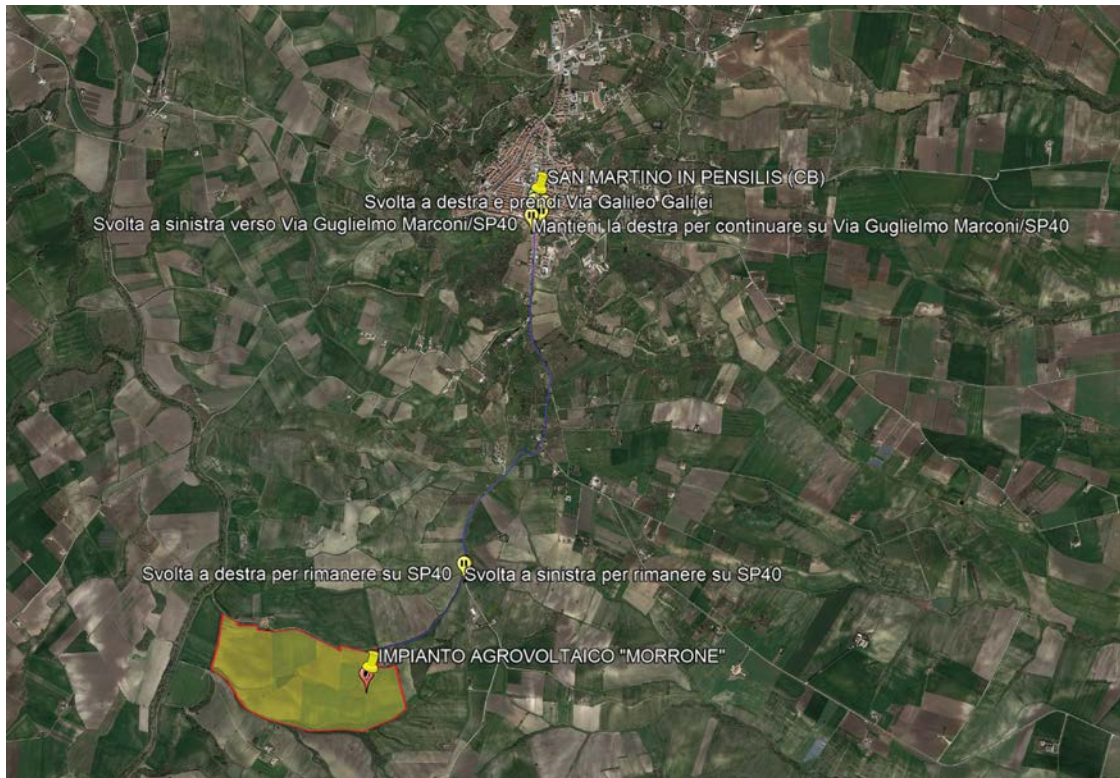 SAN MARTINO IN PENSILIS (CB)
Svolta a destra e prendi Via Galileo Galilei
Svolta a sinistra verso Via Guglielmo Marconi/SP40
Mantieni la destra per continuare su Via Guglielmo Marconi/SP40
Svolta a destra per rimanere su SP40
Svolta a sinistra per rimanere su SP40
IMPIANTO AGROVOLTAICO "MORRONE"